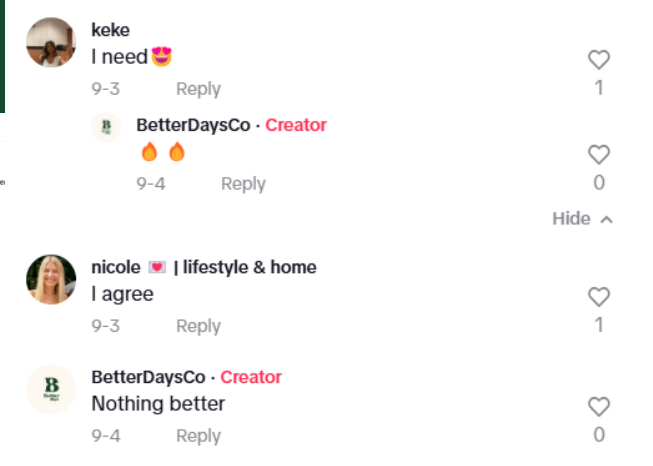 keke
I need😍
9-3 Reply
1
BetterDaysCo · Creator
🔥 🔥
9-4 Reply
0
Hide
nicole 💌 | lifestyle & home
I agree
9-3 Reply
1
BetterDaysCo · Creator
Nothing better
9-4 Reply
0